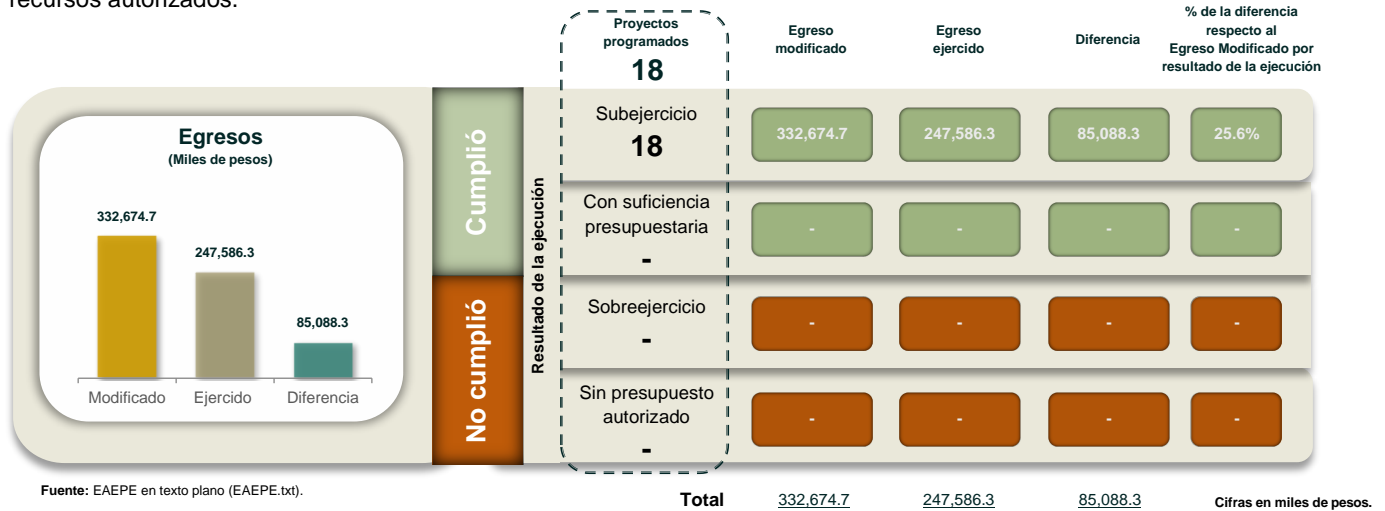 recursos autorizados.
Proyectos
programados
18
Egreso
modificado
Egreso
ejercido
Diferencia
% de la diferencia
respecto al
Egreso Modificado por
resultado de la ejecución
Egresos
(Miles de pesos)
332,674.7
247,586.3
85,088.3
Modificado
Ejercido
Diferencia
Cumplió
No cumplió
Resultado de la ejecución
Subejercicio
18
332,674.7
247,586.3
85,088.3
25.6%
Con suficiencia
presupuestaria
-
-
-
-
-
Sobreejercicio
-
-
-
-
-
Sin presupuesto
autorizado
-
-
-
-
-
Fuente: EAEPE en texto plano (EAEPE.txt).
Total 332,674.7 247,586.3 85,088.3
Cifras en miles de pesos.